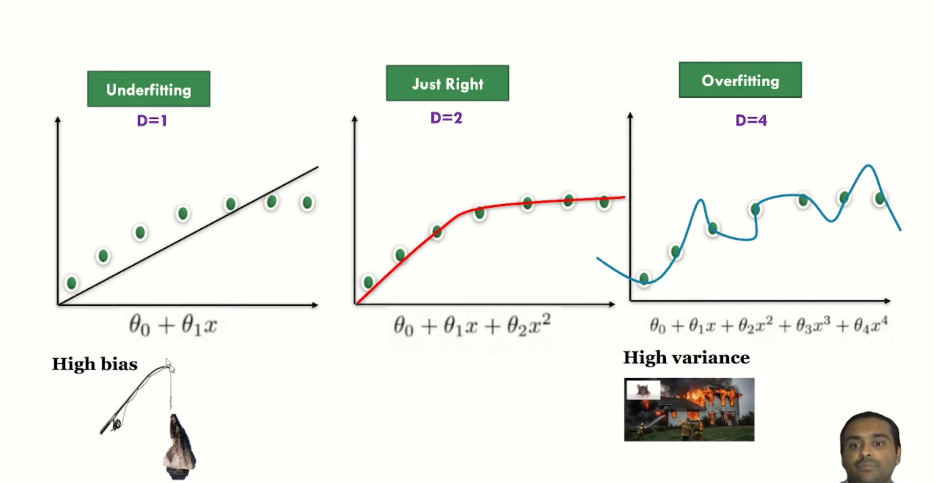 Underfitting
D=1
θ₀ + θ₁x
High bias
Just Right
D=2
θ₀ + θ₁x + θ₂x²
Overfitting
D=4
θ₀ + θ₁x + θ₂x² + θ₃x³ + θ₄x⁴
High variance